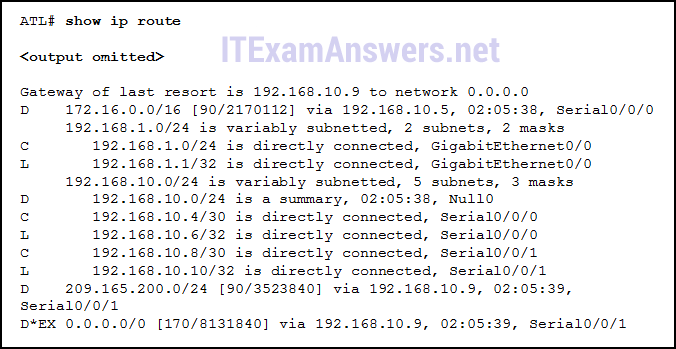 ATL# show ip route
ITExamAnswers.net
<output omitted>
Gateway of last resort is 192.168.10.9 to network 0.0.0.0
D 172.16.0.0/16 [90/2170112] via 192.168.10.5, 02:05:38, Serial0/0/0
192.168.1.0/24 is variably subnetted, 2 subnets, 2 masks
C 192.168.1.0/24 is directly connected, GigabitEthernet0/0
L 192.168.1.1/32 is directly connected, GigabitEthernet0/0
192.168.10.0/24 is variably subnetted, 5 subnets, 3 masks
D 192.168.10.0/24 is a summary, 02:05:38, Null0
C 192.168.10.4/30 is directly connected, Serial0/0/0
L 192.168.10.6/32 is directly connected, Serial0/0/0
C 192.168.10.8/30 is directly connected, Serial0/0/1
L 192.168.10.10/32 is directly connected, Serial0/0/1
D 209.165.200.0/24 [90/3523840] via 192.168.10.9, 02:05:39,
Serial0/0/1
D*EX 0.0.0.0/0 [170/8131840] via 192.168.10.9, 02:05:39, Serial0/0/1